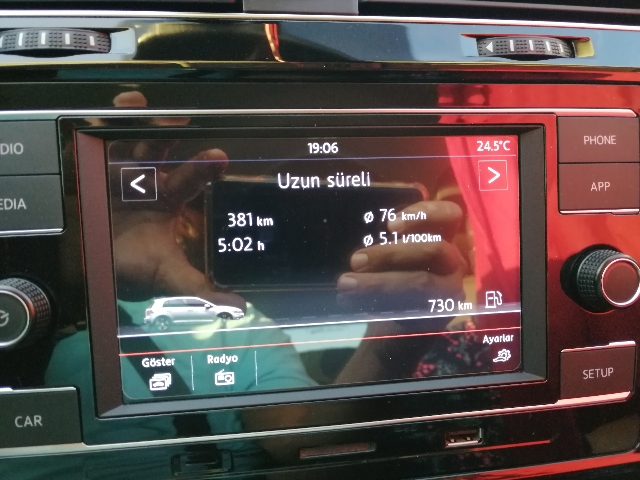 19:06
24.5°C
< Uzun süreli >
381 km ø 76 km/h
5:02 h ø 5.1 l/100km
730 km
Göster Radyo Ayarlar
DIO
EDIA
CAR
PHONE
APP
SETUP